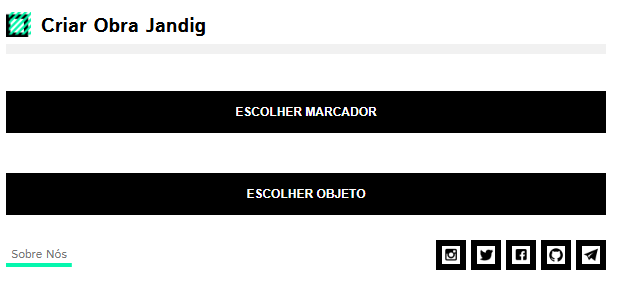 Criar Obra Jandig
ESCOLHER MARCADOR
ESCOLHER OBJETO
Sobre Nós